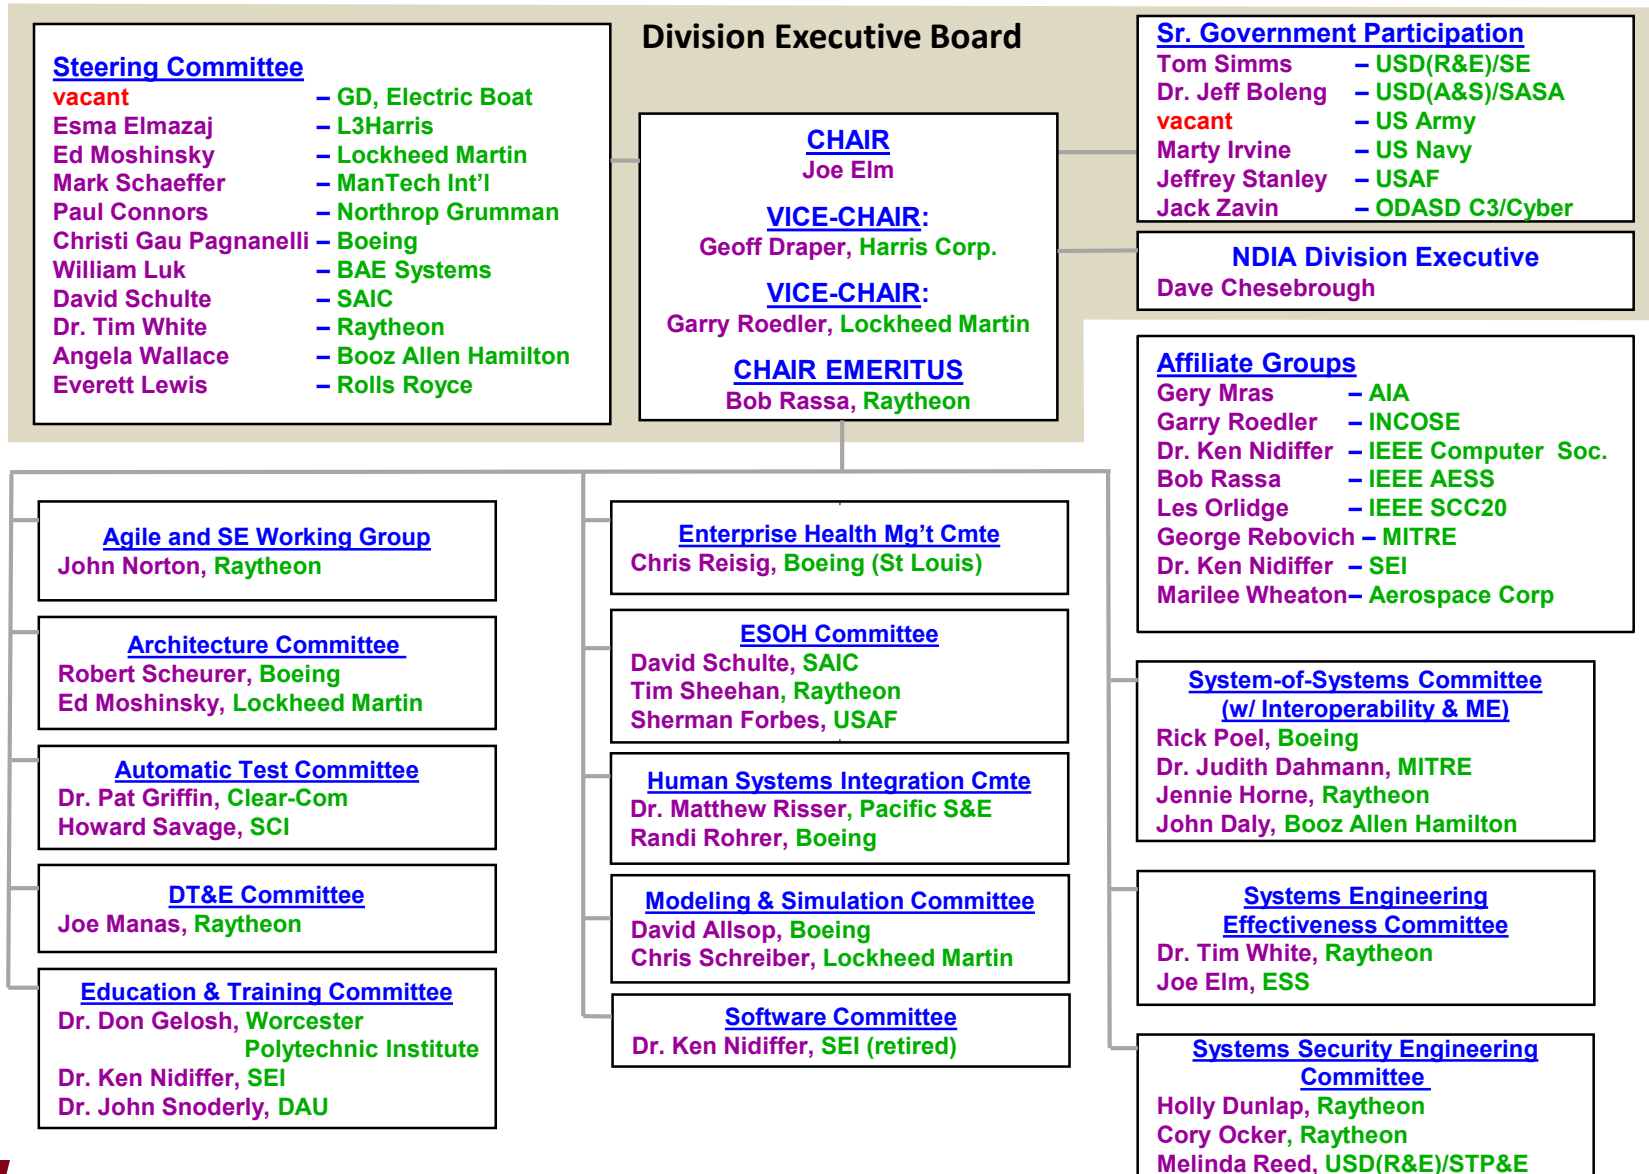 Division Executive Board
Steering Committee
vacant – GD, Electric Boat
Esma Elmazaj – L3Harris
Ed Moshinsky – Lockheed Martin
Mark Schaeffer – ManTech Int’l
Paul Connors – Northrop Grumman
Christi Gau Pagnanelli – Boeing
William Luk – BAE Systems
David Schulte – SAIC
Dr. Tim White – Raytheon
Angela Wallace – Booz Allen Hamilton
Everett Lewis – Rolls Royce
CHAIR
Joe Elm
VICE-CHAIR:
Geoff Draper, Harris Corp.
VICE-CHAIR:
Garry Roedler, Lockheed Martin
CHAIR EMERITUS
Bob Rassa, Raytheon
Sr. Government Participation
Tom Simms – USD(R&E)/SE
Dr. Jeff Boleng – USD(A&S)/SASA
vacant – US Army
Marty Irvine – US Navy
Jeffrey Stanley – USAF
Jack Zavin – ODASD C3/Cyber
NDIA Division Executive
Dave Chesebrough
Affiliate Groups
Gery Mras – AIA
Garry Roedler – INCOSE
Dr. Ken Nidiffer – IEEE Computer Soc.
Bob Rassa – IEEE AESS
Les Orlidge – IEEE SCC20
George Rebovich – MITRE
Dr. Ken Nidiffer – SEI
Marilee Wheaton– Aerospace Corp
Agile and SE Working Group
John Norton, Raytheon
Architecture Committee
Robert Scheurer, Boeing
Ed Moshinsky, Lockheed Martin
Automatic Test Committee
Dr. Pat Griffin, Clear-Com
Howard Savage, SCI
DT&E Committee
Joe Manas, Raytheon
Education & Training Committee
Dr. Don Gelosh, Worcester
Polytechnic Institute
Dr. Ken Nidiffer, SEI
Dr. John Snoderly, DAU
Enterprise Health Mg’t Cmte
Chris Reisig, Boeing (St Louis)
ESOH Committee
David Schulte, SAIC
Tim Sheehan, Raytheon
Sherman Forbes, USAF
Human Systems Integration Cmte
Dr. Matthew Risser, Pacific S&E
Randi Rohrer, Boeing
Modeling & Simulation Committee
David Allsop, Boeing
Chris Schreiber, Lockheed Martin
Software Committee
Dr. Ken Nidiffer, SEI (retired)
System-of-Systems Committee
(w/ Interoperability & ME)
Rick Poel, Boeing
Dr. Judith Dahmann, MITRE
Jennie Horne, Raytheon
John Daly, Booz Allen Hamilton
Systems Engineering
Effectiveness Committee
Dr. Tim White, Raytheon
Joe Elm, ESS
Systems Security Engineering
Committee
Holly Dunlap, Raytheon
Cory Ocker, Raytheon
Melinda Reed, USD(R&E)/STP&E